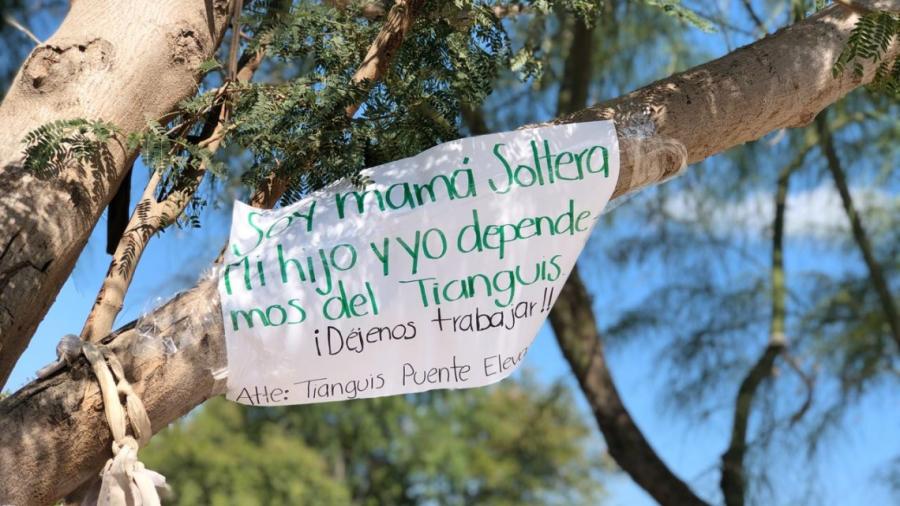 Soy mamá Soltera
Mi hijo y yo depende-
mos del Tianguis.
¡Déjenos trabajar!!
Atte: Tianguis Puente